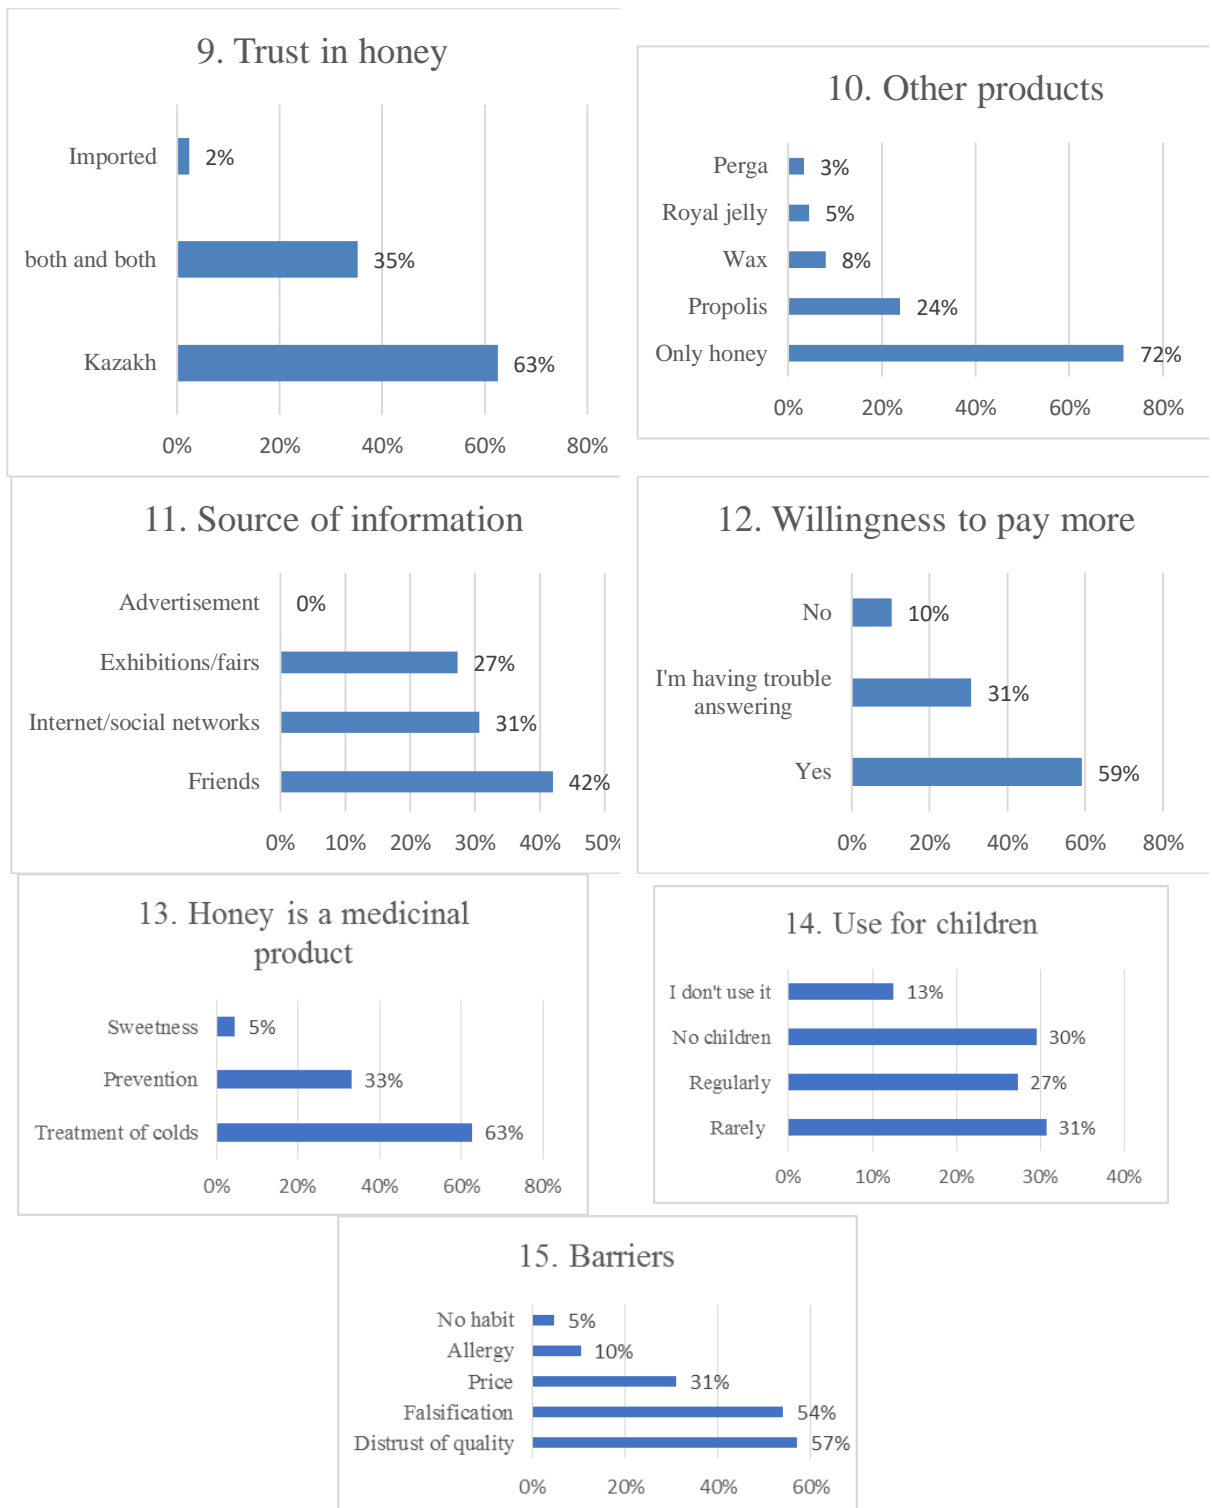 9. Trust in honey
Imported 2%
both and both 35%
Kazakh 63%
0% 20% 40% 60% 80%
10. Other products
Perga 3%
Royal jelly 5%
Wax 8%
Propolis 24%
Only honey 72%
0% 20% 40% 60% 80%
11. Source of information
Advertisement 0%
Exhibitions/fairs 27%
Internet/social networks 31%
Friends 42%
0% 10% 20% 30% 40% 50%
12. Willingness to pay more
No 10%
I'm having trouble
answering 31%
Yes 59%
0% 20% 40% 60% 80%
13. Honey is a medicinal
product
Sweetness 5%
Prevention 33%
Treatment of colds 63%
0% 20% 40% 60% 80%
14. Use for children
I don't use it 13%
No children 30%
Regularly 27%
Rarely 31%
0% 10% 20% 30% 40%
15. Barriers
No habit 5%
Allergy 10%
Price 31%
Falsification 54%
Distrust of quality 57%
0% 20% 40% 60%